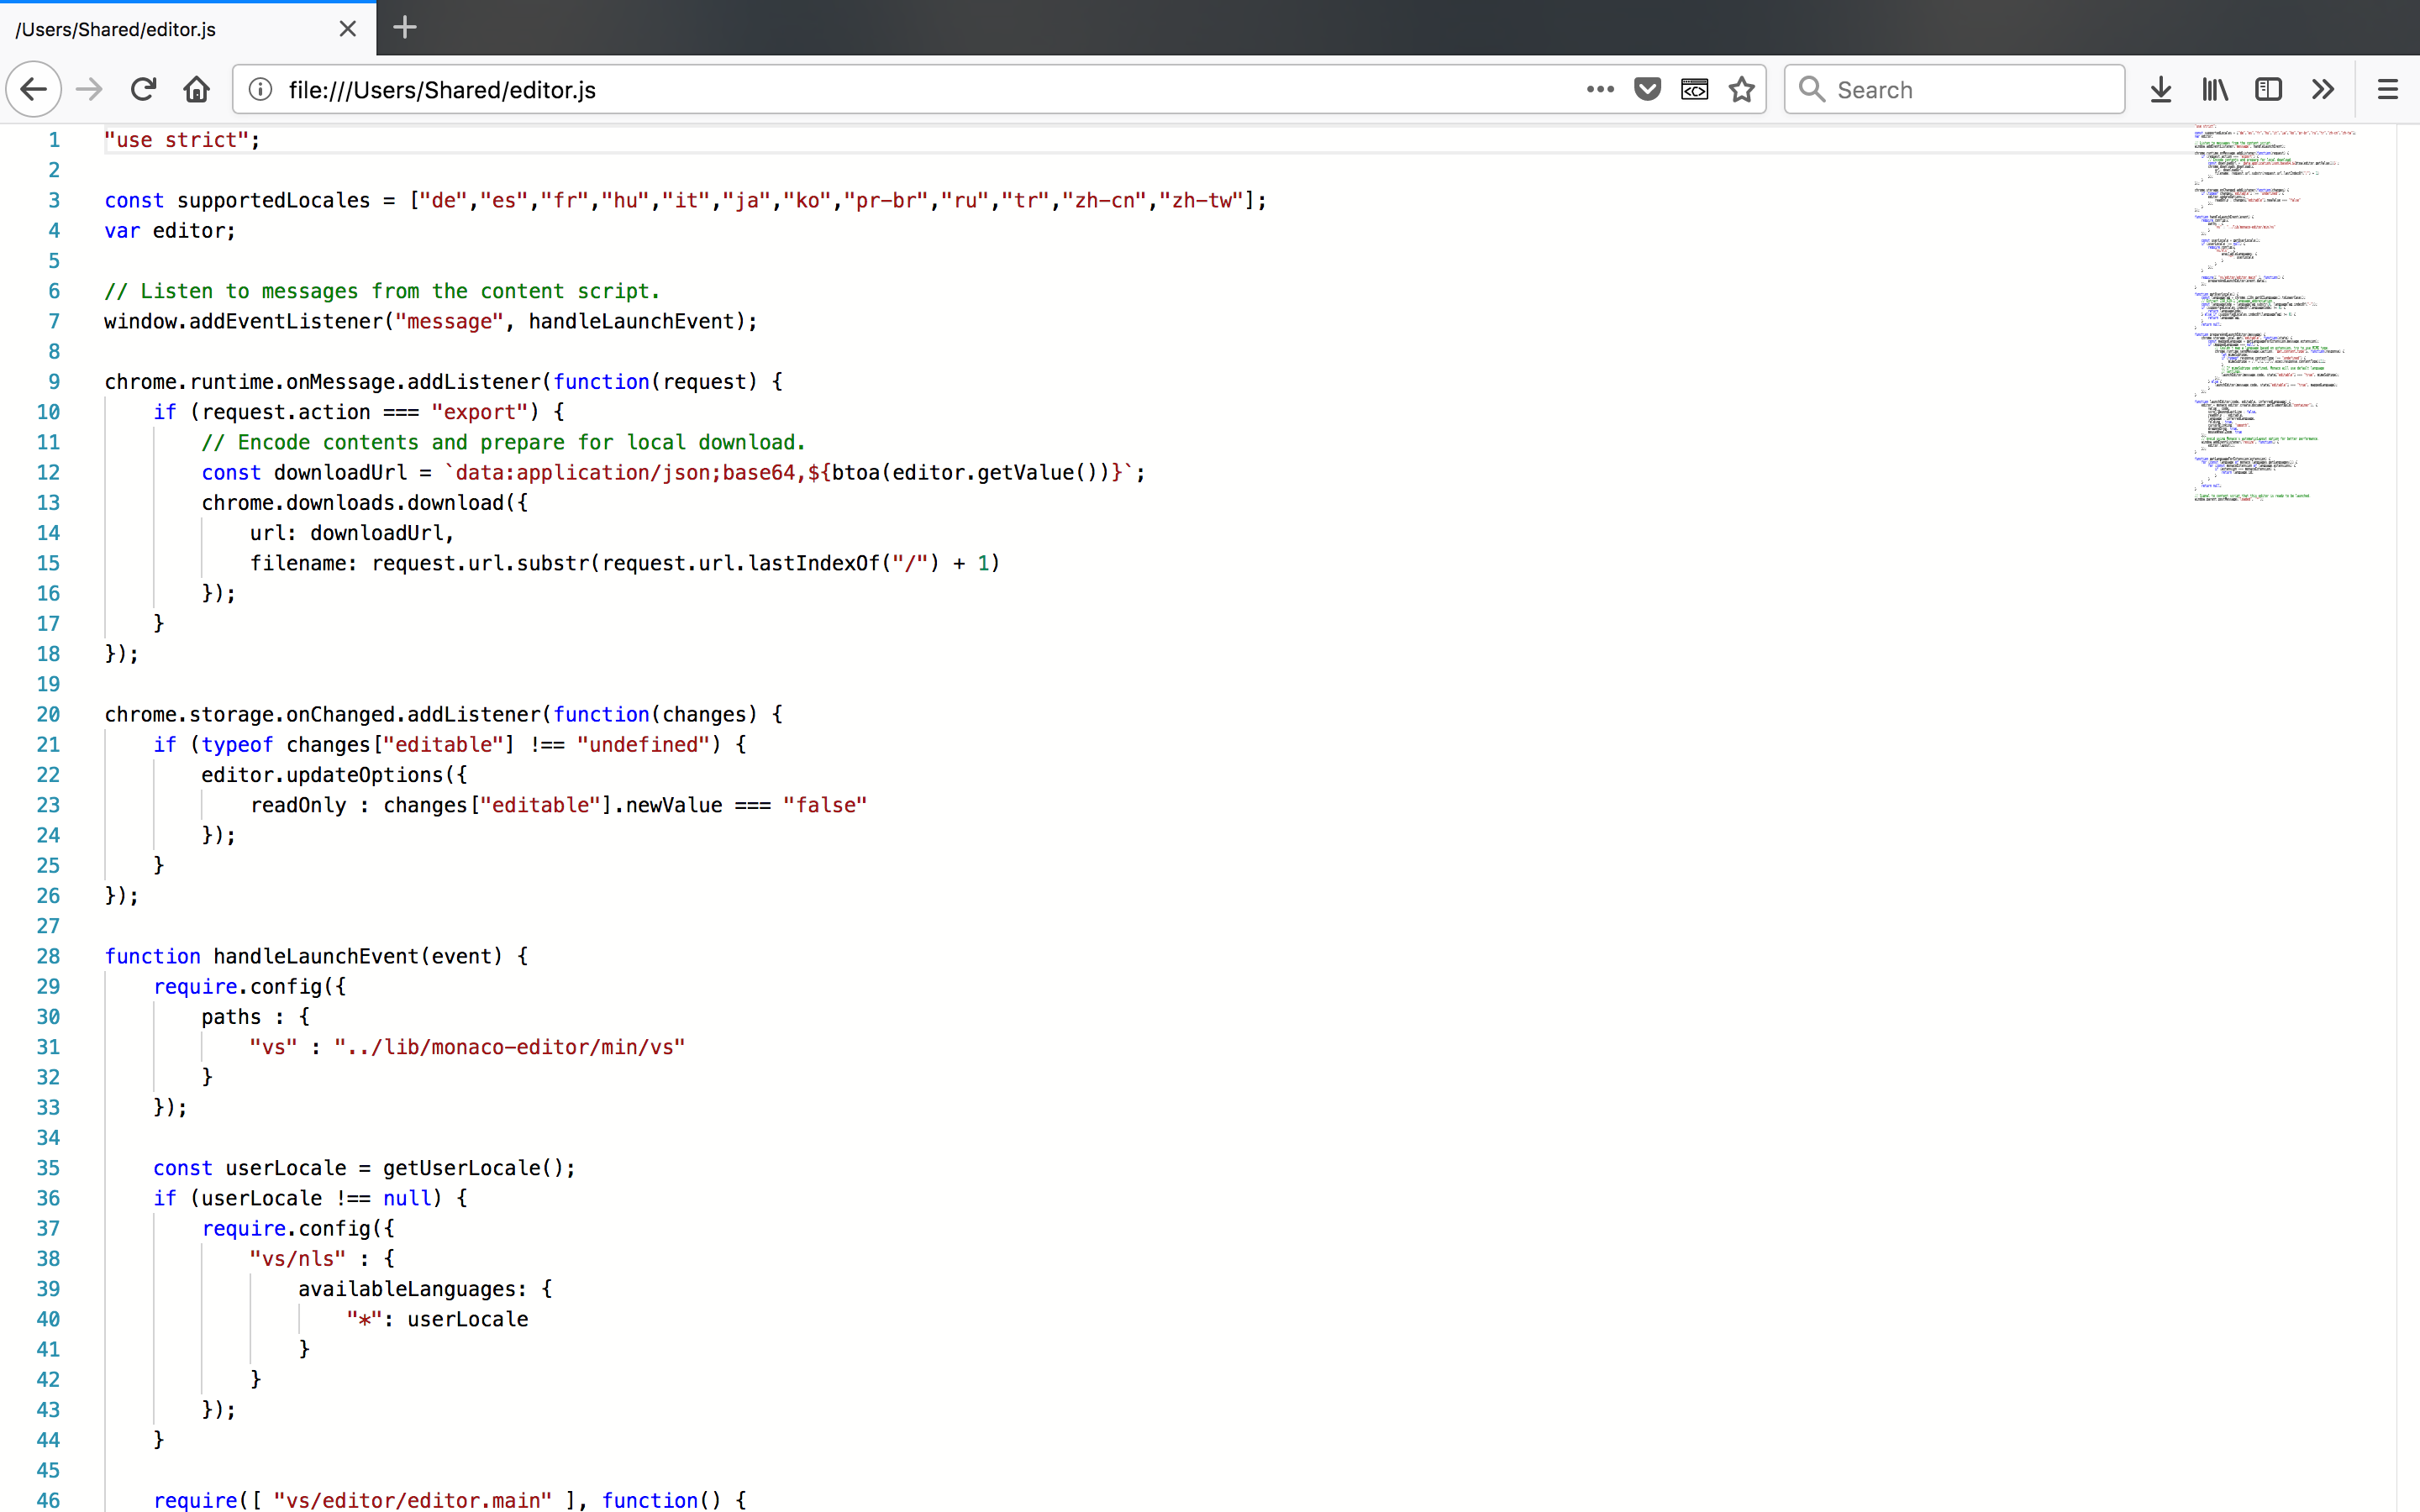 /Users/Shared/editor.js
file:///Users/Shared/editor.js
Search
1 "use strict";
2
3 const supportedLocales = ["de","es","fr","hu","it","ja","ko","pr-br","ru","tr","zh-cn","zh-tw"];
4 var editor;
5
6 // Listen to messages from the content script.
7 window.addEventListener("message", handleLaunchEvent);
8
9 chrome.runtime.onMessage.addListener(function(request) {
10     if (request.action === "export") {
11         // Encode contents and prepare for local download.
12         const downloadUrl = `data:application/json;base64,${btoa(editor.getValue())}`;
13         chrome.downloads.download({
14             url: downloadUrl,
15             filename: request.url.substr(request.url.lastIndexOf("/") + 1)
16         });
17     }
18 });
19
20 chrome.storage.onChanged.addListener(function(changes) {
21     if (typeof changes["editable"] !== "undefined") {
22         editor.updateOptions({
23             readOnly : changes["editable"].newValue === "false"
24         });
25     }
26 });
27
28 function handleLaunchEvent(event) {
29     require.config({
30         paths : {
31             "vs" : "../lib/monaco-editor/min/vs"
32         }
33     });
34
35     const userLocale = getUserLocale();
36     if (userLocale !== null) {
37         require.config({
38             "vs/nls" : {
39                 availableLanguages: {
40                     "*": userLocale
41                 }
42             }
43         });
44     }
45
46     require([ "vs/editor/editor.main" ], function() {